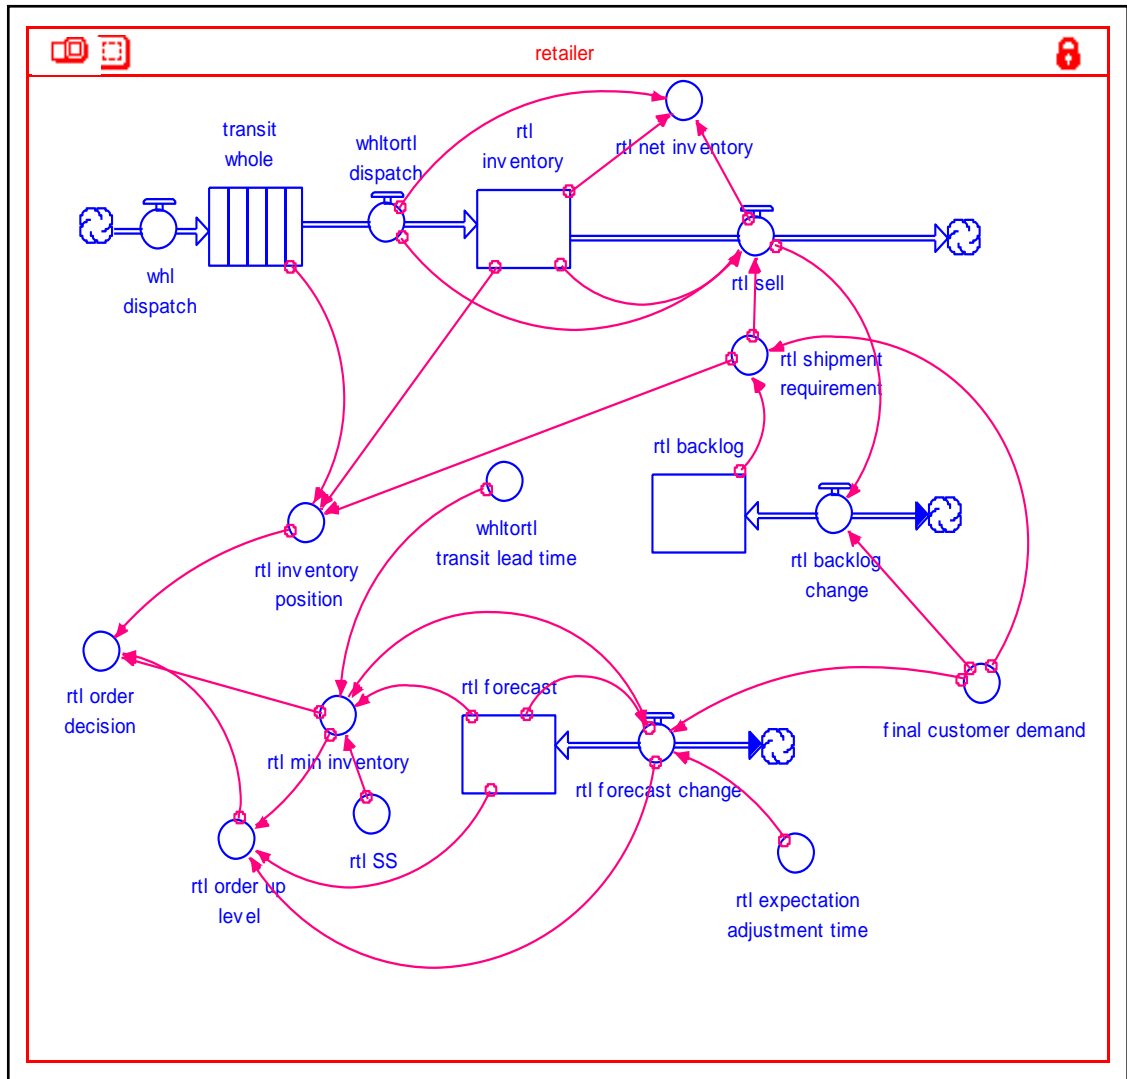 retailer
transit
whole
whltortl
dispatch
rtl
inventory
rtl net inventory
whl
dispatch
rtl sell
rtl shipment
requirement
rtl backlog
whltortl
transit lead time
rtl inventory
position
rtl backlog
change
rtl order
decision
rtl forecast
final customer demand
rtl min inventory
rtl forecast change
rtl SS
rtl order up
level
rtl expectation
adjustment time